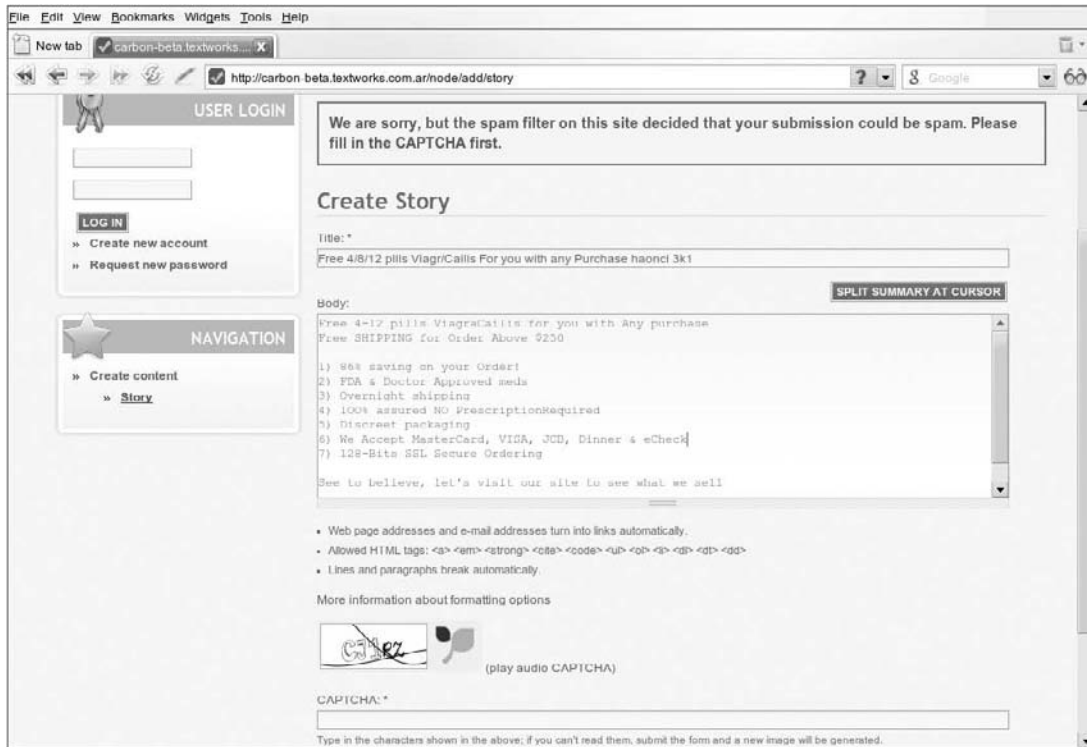 File Edit View Bookmarks Widgets Tools Help
New tab carbon-beta.textworks.... X
http://carbon-beta.textworks.com.ar/node/add/story ? 8 Google
USER LOGIN
LOG IN
» Create new account
» Request new password
NAVIGATION
» Create content
» Story
We are sorry, but the spam filter on this site decided that your submission could be spam. Please
fill in the CAPTCHA first.
Create Story
Title: *
Free 4/8/12 pills Viagr/Caills For you with any Purchase haonci 3k1
SPLIT SUMMARY AT CURSOR
Body:
Free 4-12 pills ViagraCailis for you with Any purchase
Free SHIPPING for Order Above $250
1) 86% saving on your Order!
2) FDA & Doctor Approved meds
3) Overnight shipping
4) 100% assured NO PrescriptionRequired
5) Discreet packaging
6) We Accept MasterCard, VISA, JCB, Dinner & eCheck
7) 128-Bits SSL Secure Ordering
See to believe, let's visit our site to see what we sell
• Web page addresses and e-mail addresses turn into links automatically.
• Allowed HTML tags: <a> <em> <strong> <cite> <code> <ul> <ol> <li> <dl> <dt> <dd>
• Lines and paragraphs break automatically.
More information about formatting options
(play audio CAPTCHA)
CAPTCHA: *
Type in the characters shown in the above; if you can't read them, submit the form and a new image will be generated.